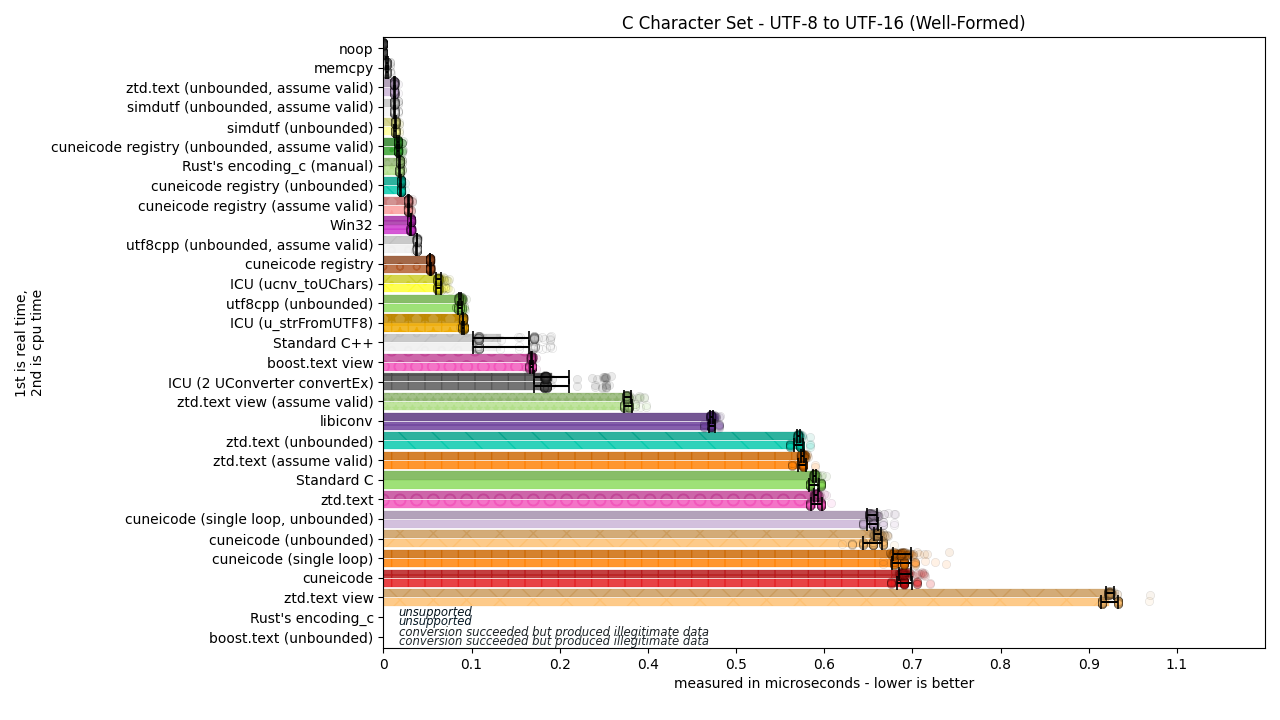 C Character Set - UTF-8 to UTF-16 (Well-Formed)
noop
memcpy
ztd.text (unbounded, assume valid)
simdutf (unbounded, assume valid)
simdutf (unbounded)
cuneicode registry (unbounded, assume valid)
Rust's encoding_c (manual)
cuneicode registry (unbounded)
cuneicode registry (assume valid)
Win32
utf8cpp (unbounded, assume valid)
cuneicode registry
ICU (ucnv_toUChars)
utf8cpp (unbounded)
ICU (u_strFromUTF8)
Standard C++
boost.text view
ICU (2 UConverter convertEx)
ztd.text view (assume valid)
libiconv
ztd.text (unbounded)
ztd.text (assume valid)
Standard C
ztd.text
cuneicode (single loop, unbounded)
cuneicode (unbounded)
cuneicode (single loop)
cuneicode
ztd.text view
Rust's encoding_c
boost.text (unbounded)
1st is real time,
2nd is cpu time
unsupported
unsupported
conversion succeeded but produced illegitimate data
conversion succeeded but produced illegitimate data
0 0.1 0.2 0.4 0.5 0.6 0.7 0.8 0.9 1.1
measured in microseconds - lower is better